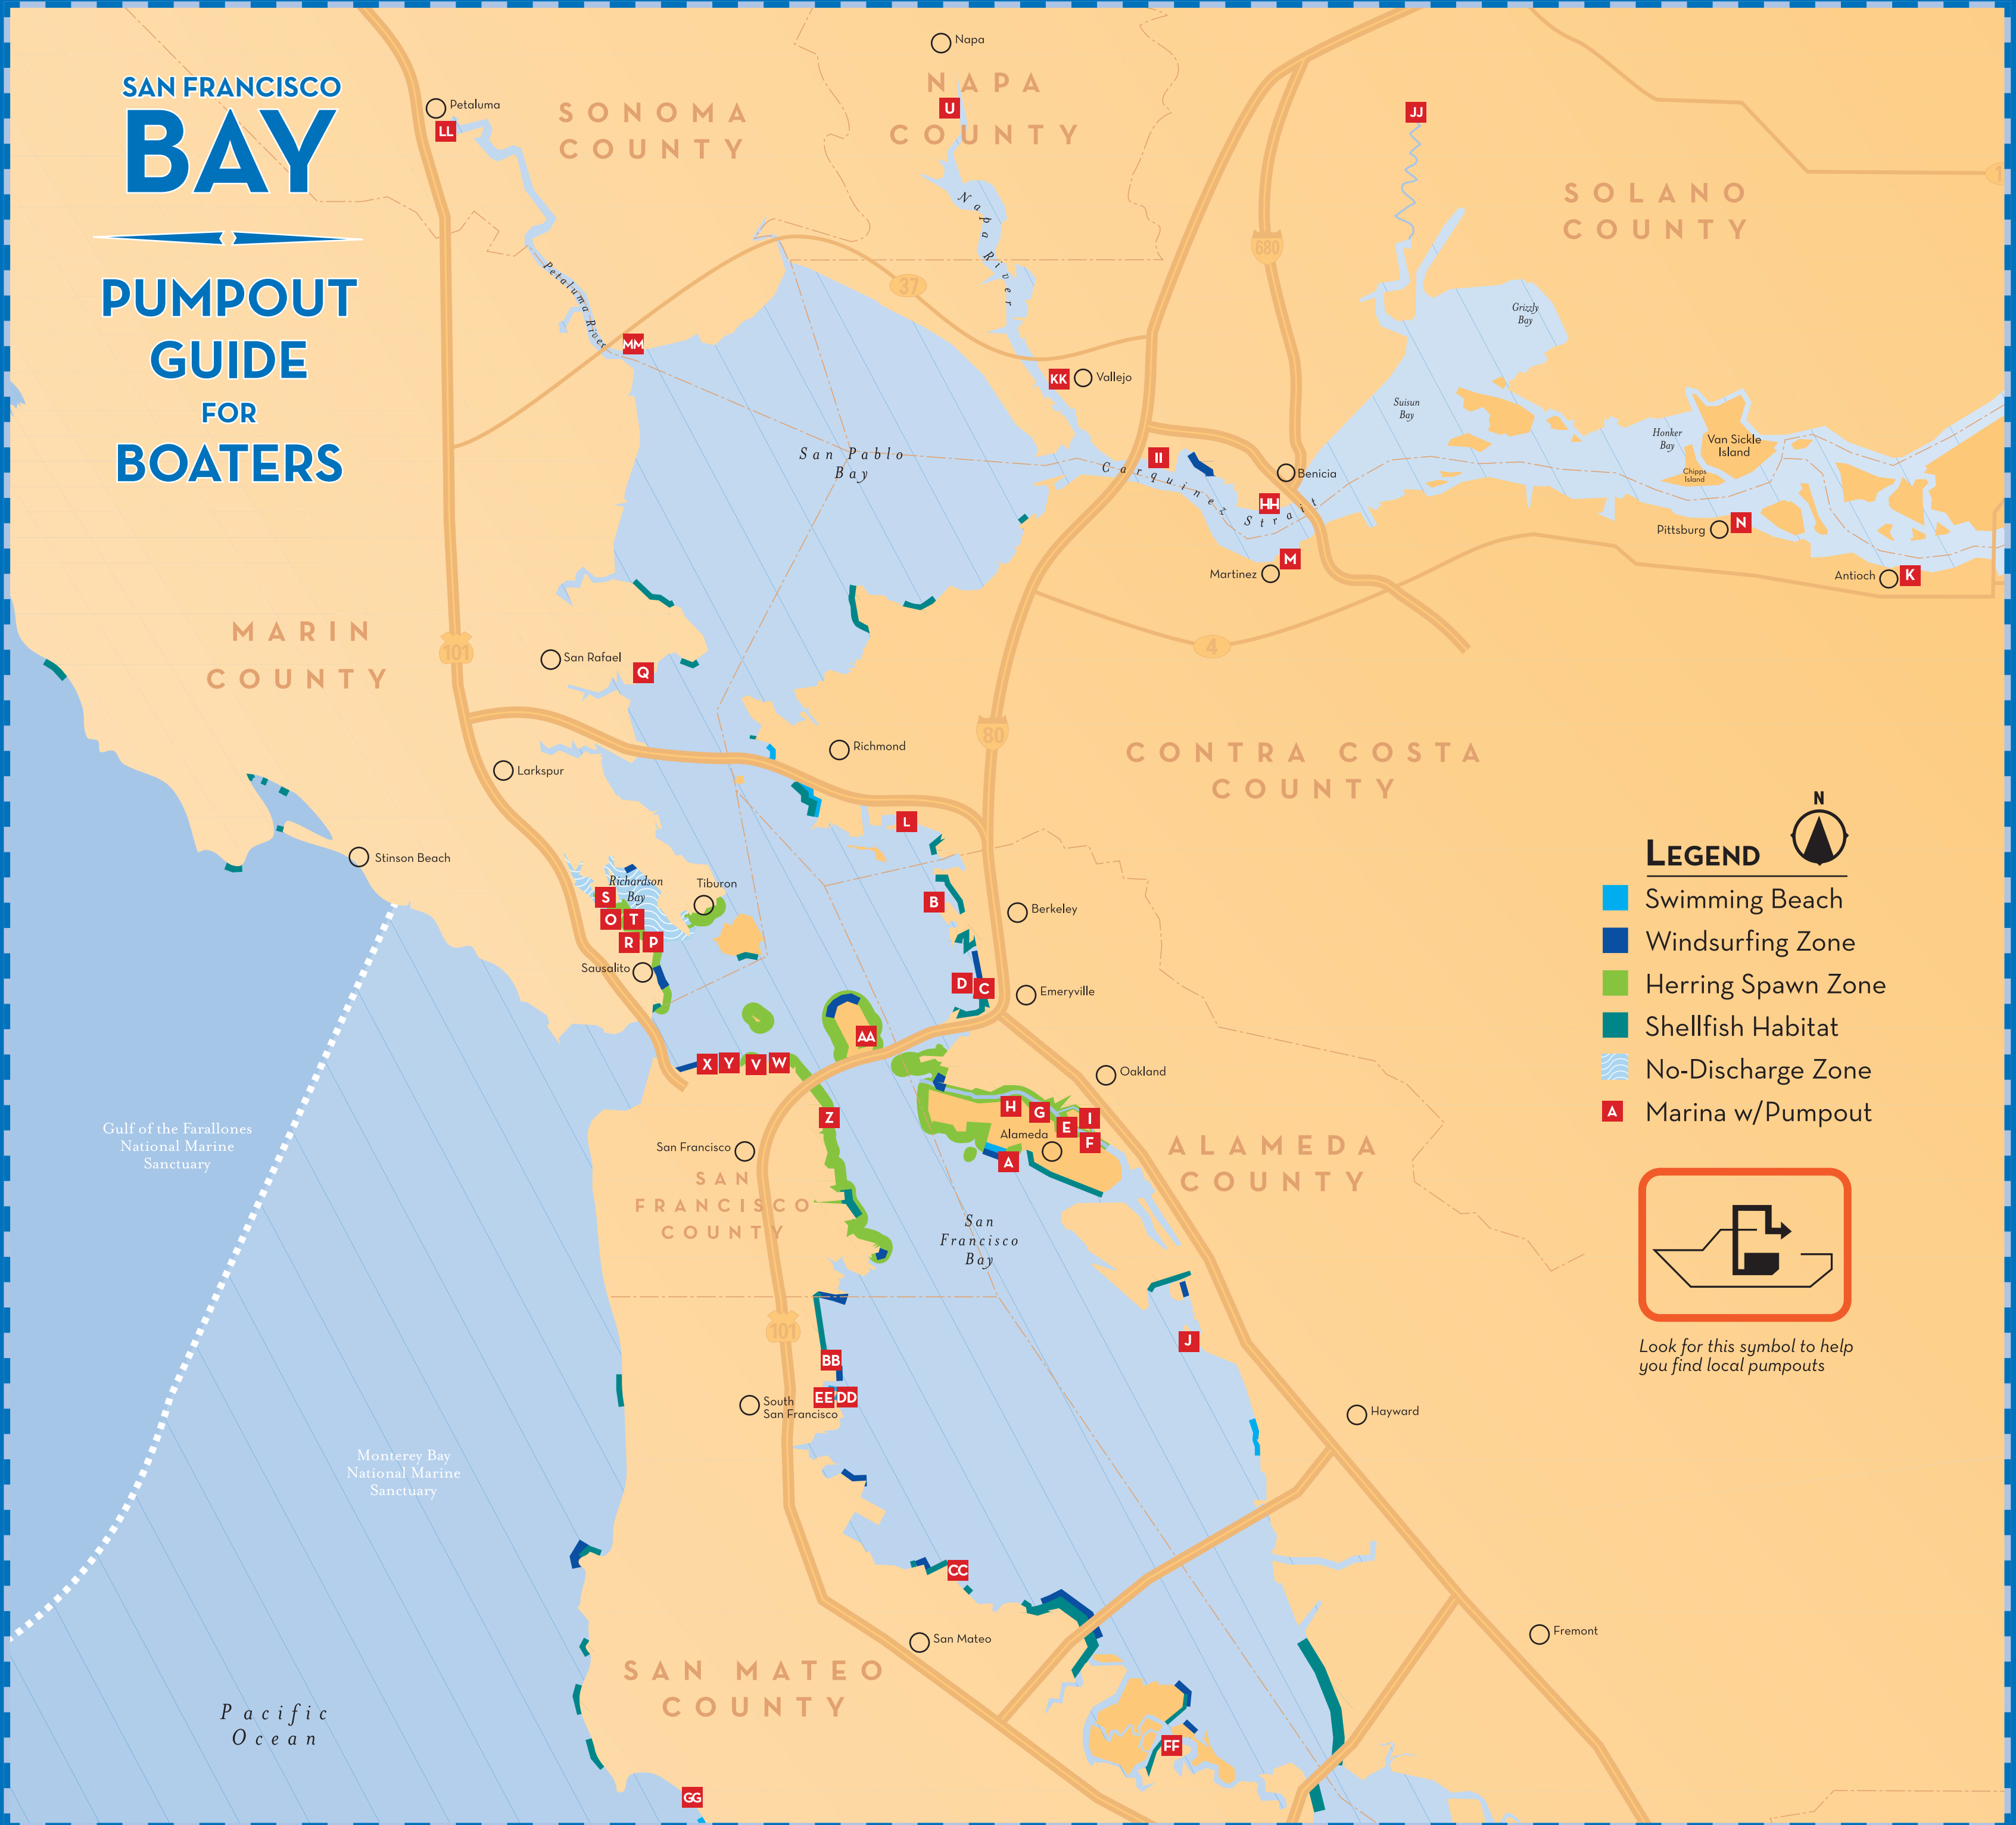 SAN FRANCISCO
BAY
PUMPOUT
GUIDE
FOR
BOATERS
Petaluma
LL
SONOMA
COUNTY
Napa
NAPA
COUNTY
U
JJ
SOLANO
COUNTY
Napa River
Petaluma River
680
37
MM
Grizzly
Bay
KK
Vallejo
Suisun
Bay
Honker
Bay
Van Sickle
Island
Chipps
Island
San Pablo
Bay
II
Carquinez Strait
Benicia
HH
Pittsburg
N
M
Martinez
Antioch
K
MARIN
COUNTY
101
4
San Rafael
Q
80
Richmond
CONTRA COSTA
COUNTY
Larkspur
L
Stinson Beach
Richardson
Bay
Tiburon
S
O
T
R
P
Sausalito
B
Berkeley
D
C
Emeryville
AA
X
Y
V
W
Oakland
Z
H
G
I
E
F
Alameda
A
San Francisco
SAN
FRANCISCO
COUNTY
ALAMEDA
COUNTY
San
Francisco
Bay
Gulf of the Farallones
National Marine
Sanctuary
101
J
BB
EE
DD
South
San Francisco
Hayward
Monterey Bay
National Marine
Sanctuary
CC
San Mateo
Fremont
SAN MATEO
COUNTY
Pacific
Ocean
FF
GG
N
LEGEND
Swimming Beach
Windsurfing Zone
Herring Spawn Zone
Shellfish Habitat
No-Discharge Zone
A
Marina w/Pumpout
Look for this symbol to help
you find local pumpouts